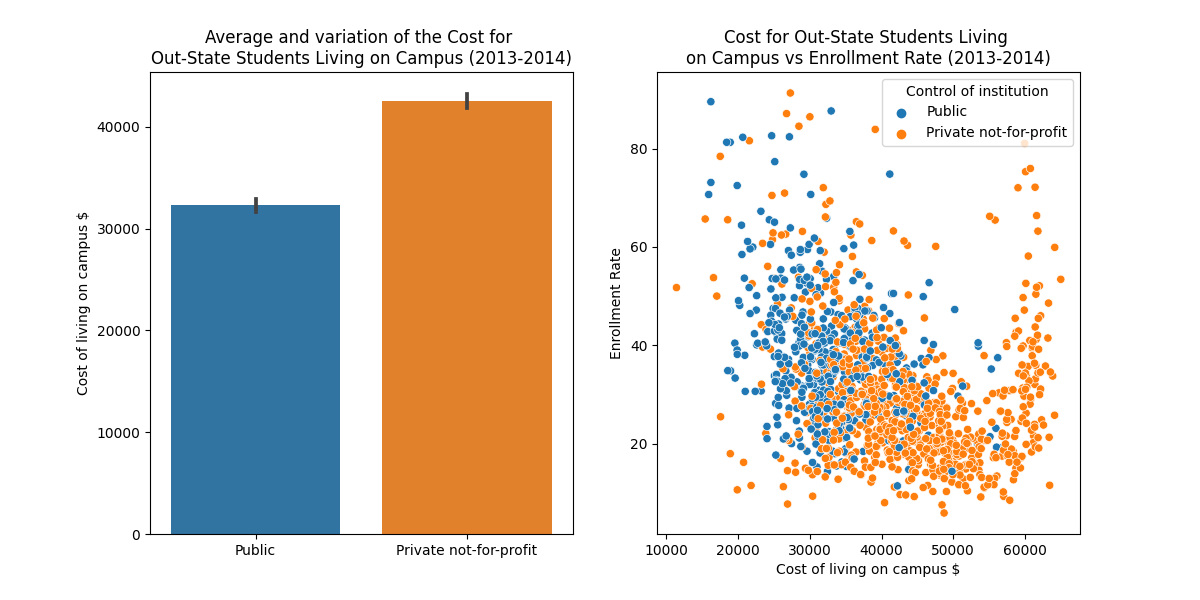 Average and variation of the Cost for
Out-State Students Living on Campus (2013-2014)
Cost of living on campus $
40000
30000
20000
10000
0
Public
Private not-for-profit
Cost for Out-State Students Living
on Campus vs Enrollment Rate (2013-2014)
Control of institution
Public
Private not-for-profit
Enrollment Rate
80
60
40
20
10000
20000
30000
40000
50000
60000
Cost of living on campus $